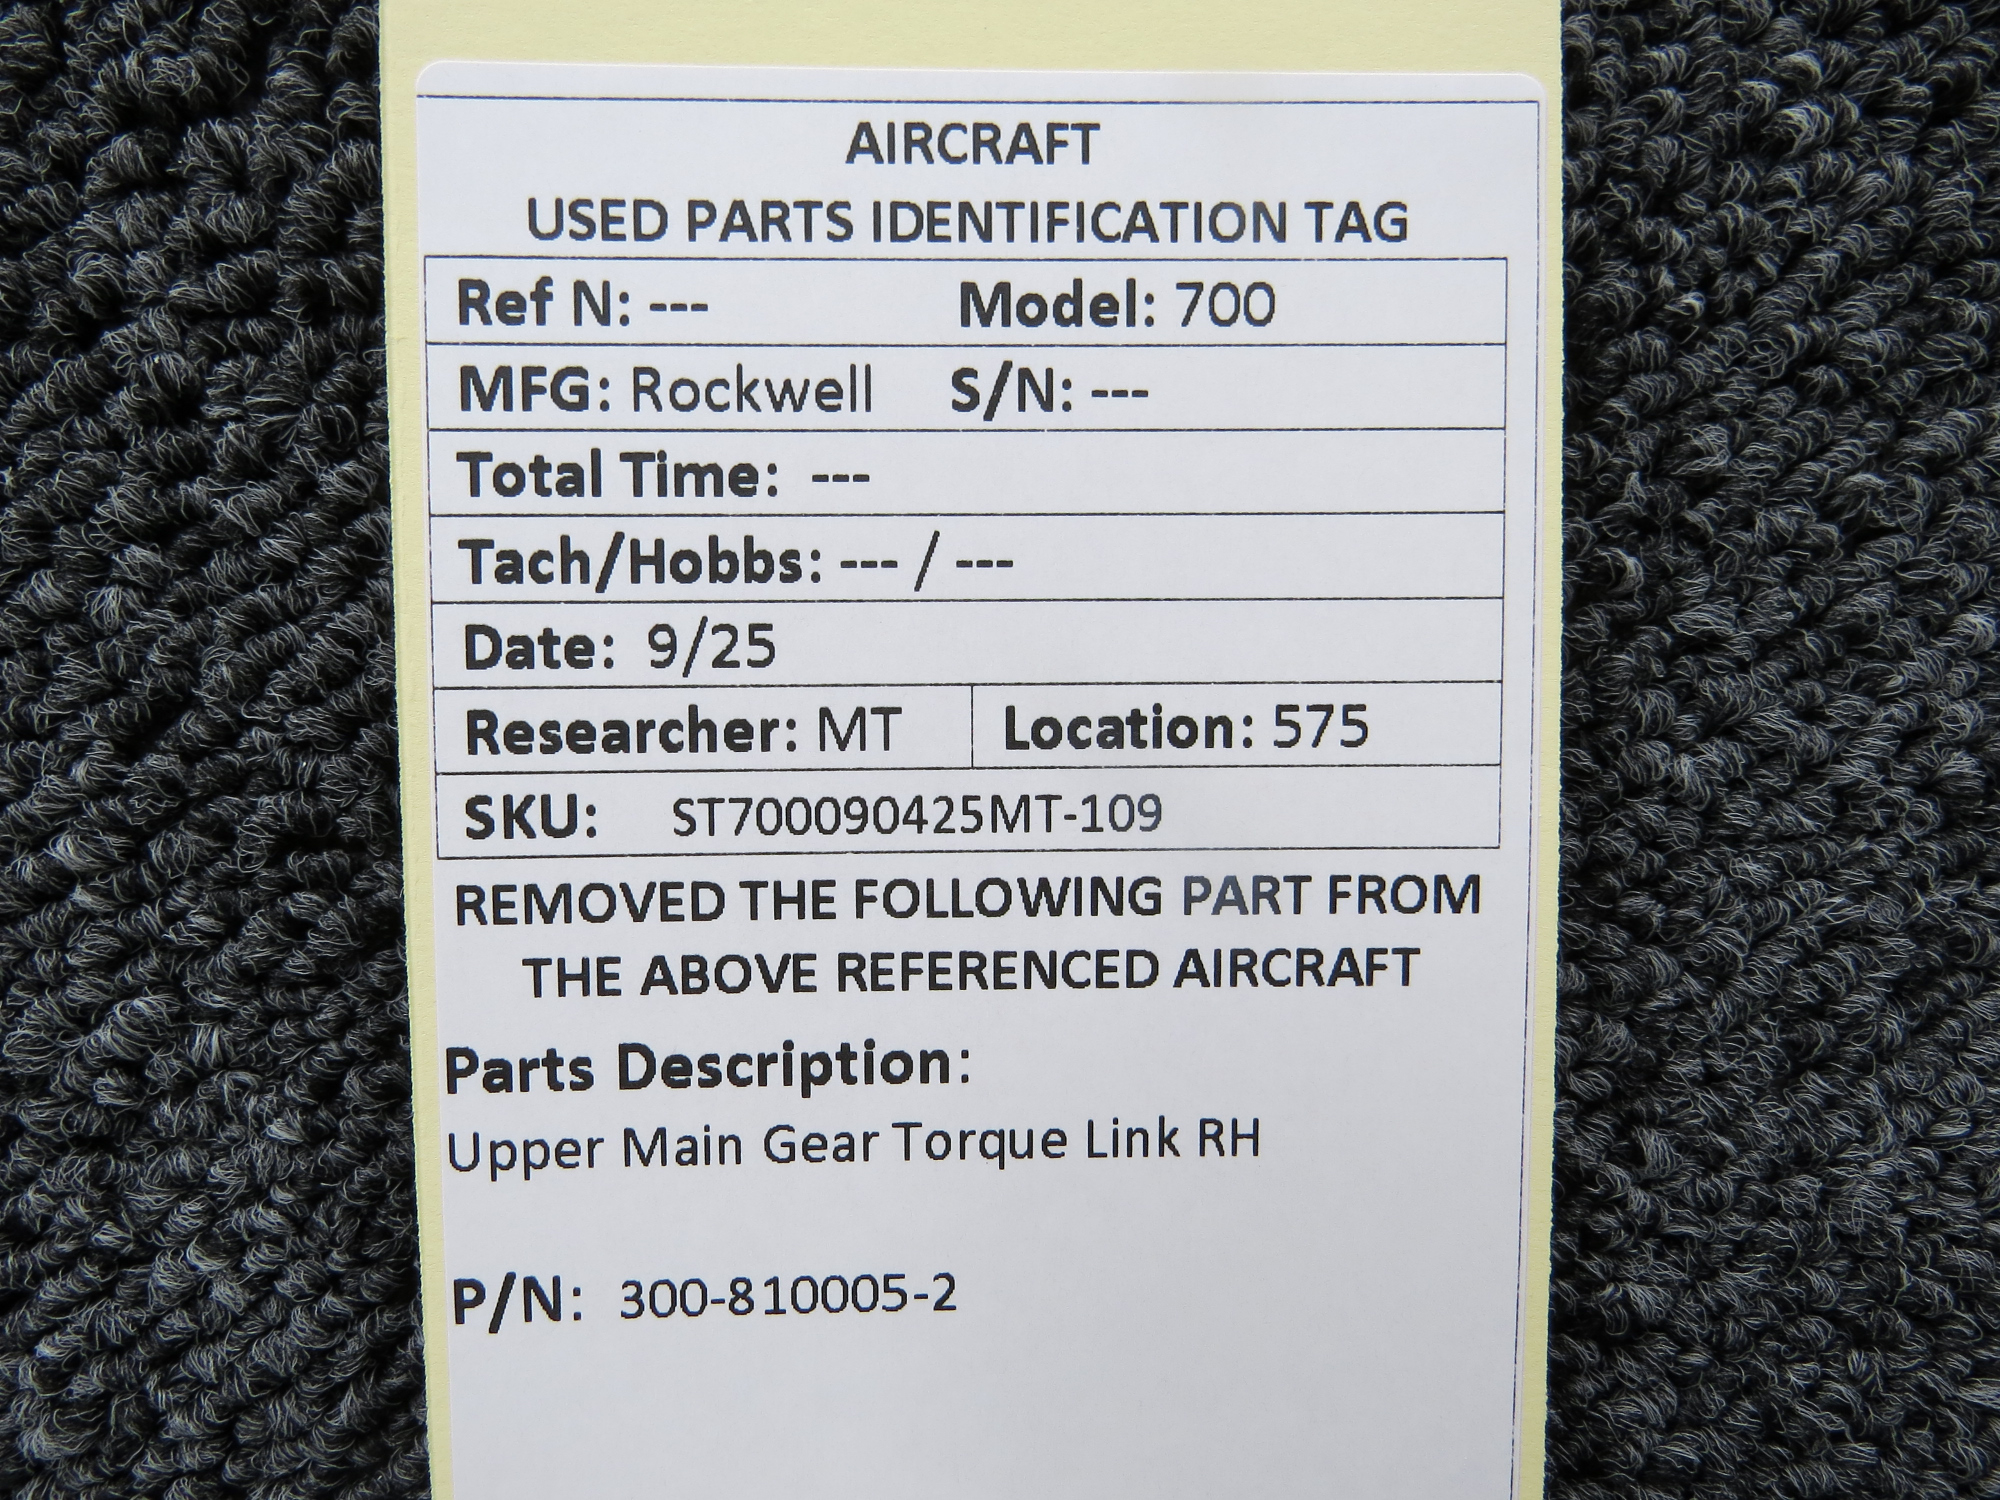 AIRCRAFT
USED PARTS IDENTIFICATION TAG
Ref N: --- Model: 700
MFG: Rockwell S/N: ---
Total Time: ---
Tach/Hobbs: --- / ---
Date: 9/25
Researcher: MT Location: 575
SKU: ST700090425MT-109
REMOVED THE FOLLOWING PART FROM
THE ABOVE REFERENCED AIRCRAFT
Parts Description:
Upper Main Gear Torque Link RH
P/N: 300-810005-2